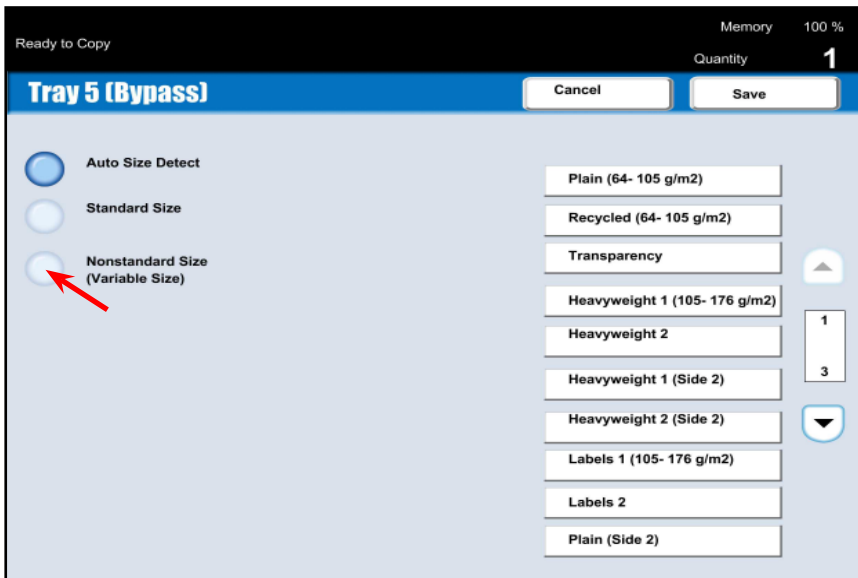 Memory 100 %
Ready to Copy
Quantity 1
Tray 5 (Bypass)
Cancel
Save
Auto Size Detect
Standard Size
Nonstandard Size
(Variable Size)
Plain (64- 105 g/m2)
Recycled (64- 105 g/m2)
Transparency
Heavyweight 1 (105- 176 g/m2)
Heavyweight 2
Heavyweight 1 (Side 2)
Heavyweight 2 (Side 2)
Labels 1 (105- 176 g/m2)
Labels 2
Plain (Side 2)
1
3